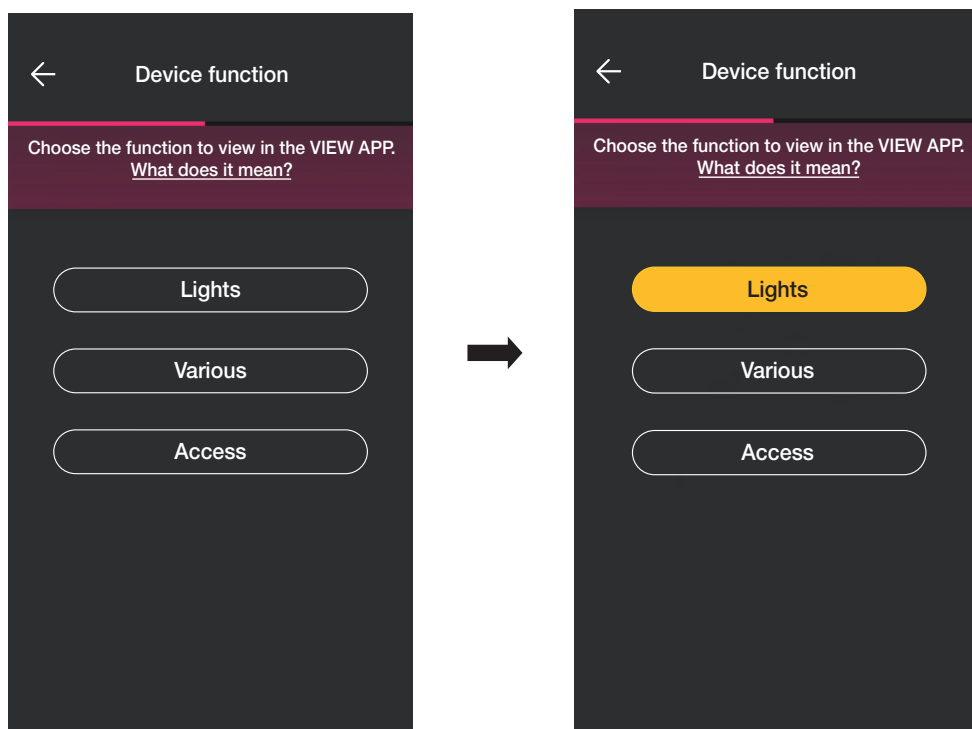 Device function
Choose the function to view in the VIEW APP.
What does it mean?
Lights
Various
Access
Device function
Choose the function to view in the VIEW APP.
What does it mean?
Lights
Various
Access